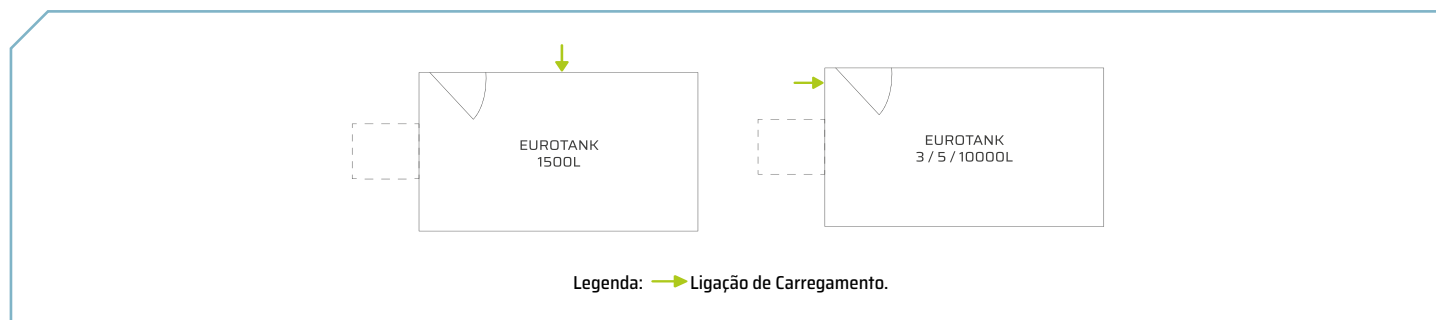 EUROTANK
1500L
EUROTANK
3 / 5 / 10000L
Legenda: Ligação de Carregamento.